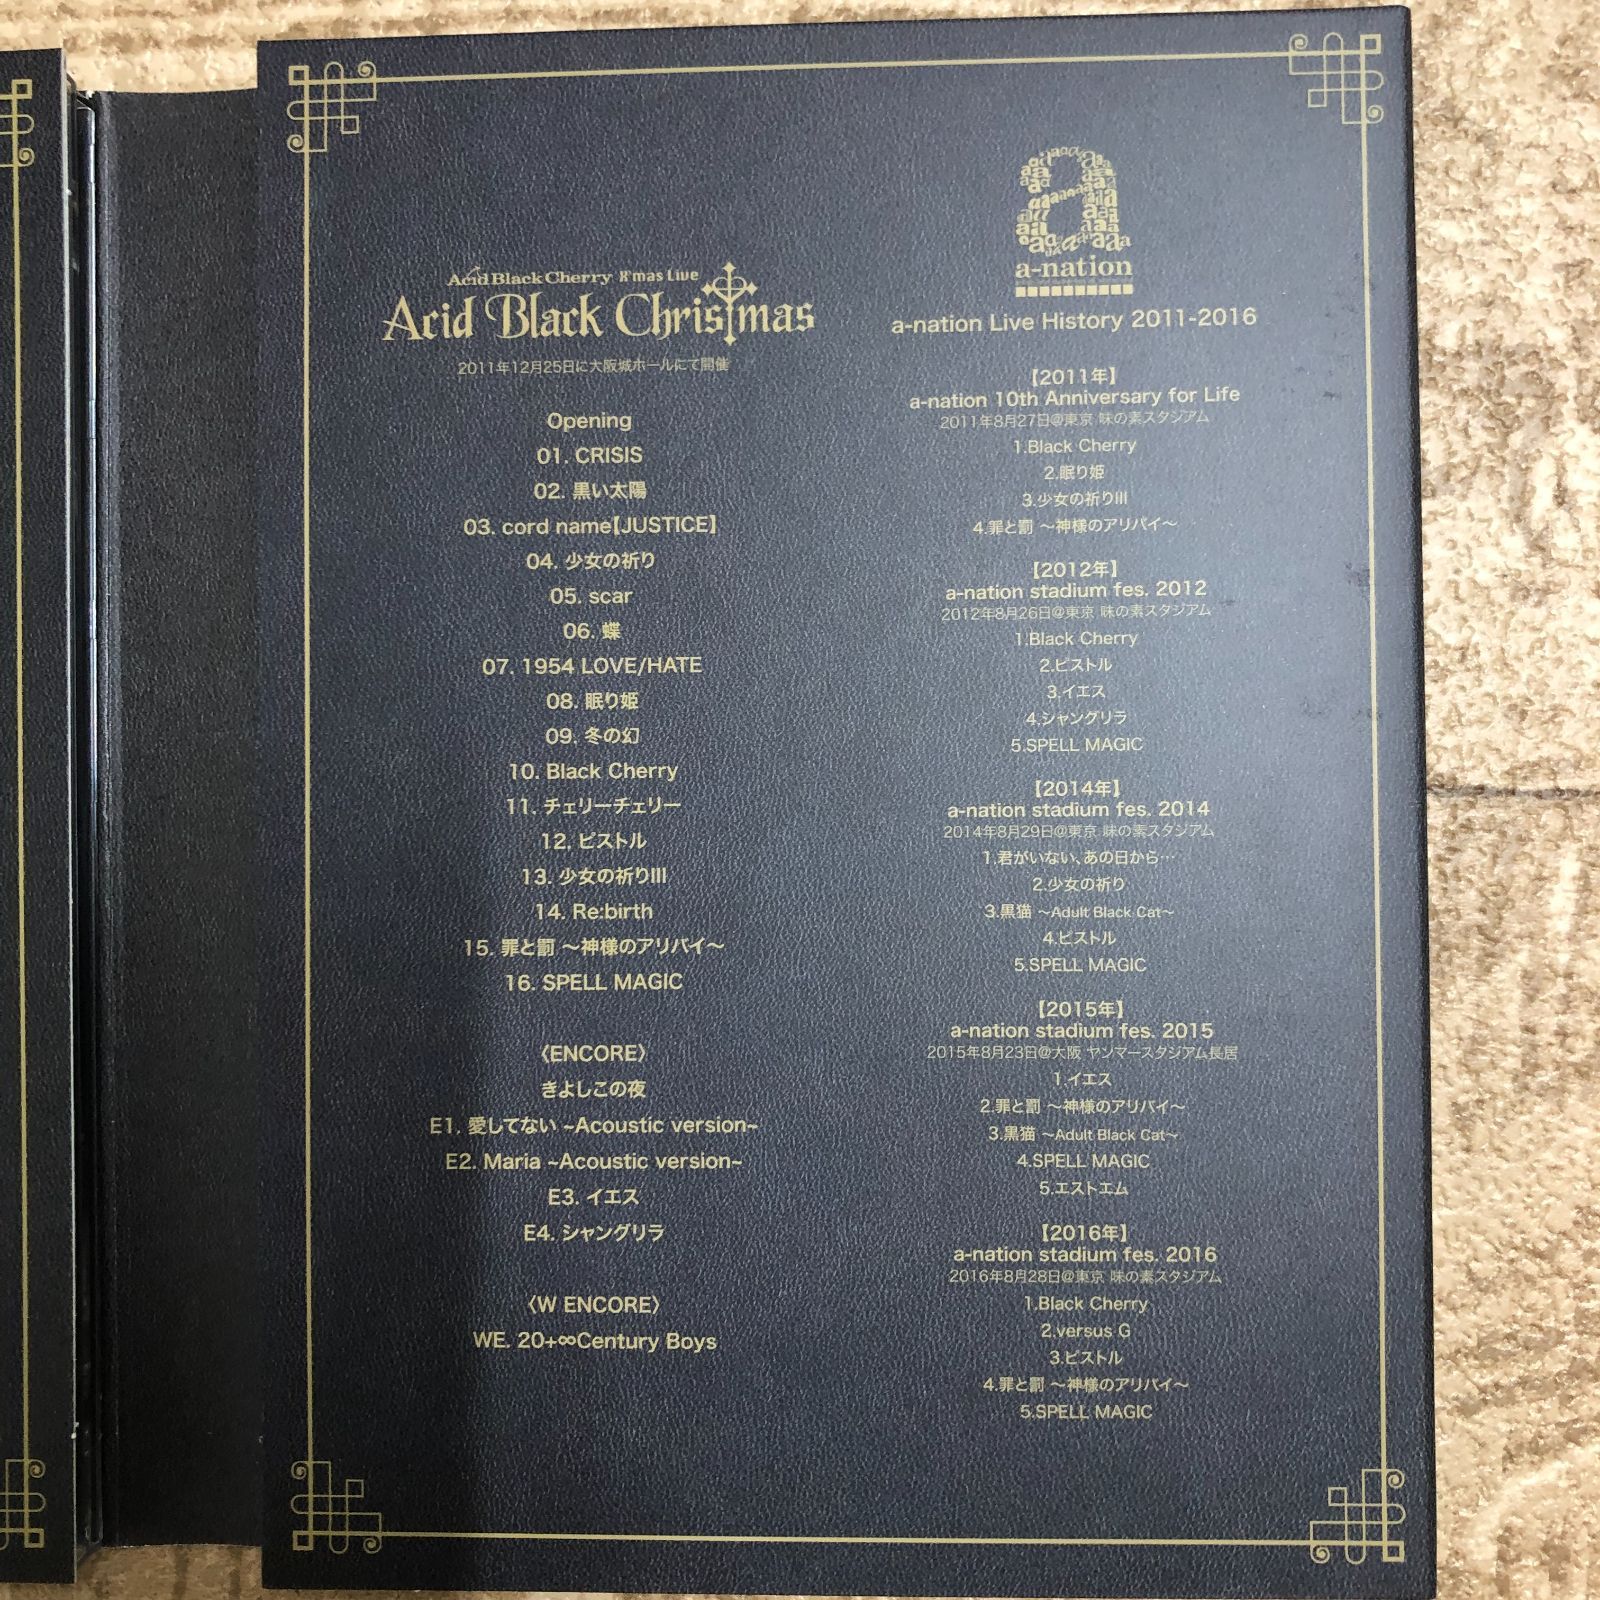 Acid Black Cherry X'mas Live
Acid Black Christmas
2011年12月25日に大阪城ホールにて開催
Opening
01. CRISIS
02. 黒い太陽
03. cord name【JUSTICE】
04. 少女の祈り
05. scar
06. 蝶
07. 1954 LOVE/HATE
08. 眠り姫
09. 冬の幻
10. Black Cherry
11. チェリーチェリー
12. ピストル
13. 少女の祈りIII
14. Re:birth
15. 罪と罰 ～神様のアリバイ～
16. SPELL MAGIC
〈ENCORE〉
きよしこの夜
E1. 愛してない ~Acoustic version~
E2. Maria ~Acoustic version~
E3. イエス
E4. シャングリラ
〈W ENCORE〉
WE. 20+∞Century Boys
a-nation
a-nation Live History 2011-2016
【2011年】
a-nation 10th Anniversary for Life
2011年8月27日@東京 味の素スタジアム
1.Black Cherry
2.眠り姫
3.少女の祈りIII
4.罪と罰 ～神様のアリバイ～
【2012年】
a-nation stadium fes. 2012
2012年8月26日@東京 味の素スタジアム
1.Black Cherry
2.ピストル
3.イエス
4.シャングリラ
5.SPELL MAGIC
【2014年】
a-nation stadium fes. 2014
2014年8月29日@東京 味の素スタジアム
1.君がいない、あの日から…
2.少女の祈り
3.黒猫 ～Adult Black Cat～
4.ピストル
5.SPELL MAGIC
【2015年】
a-nation stadium fes. 2015
2015年8月23日@大阪 ヤンマースタジアム長居
1.イエス
2.罪と罰 ～神様のアリバイ～
3.黒猫 ～Adult Black Cat～
4.SPELL MAGIC
5.エストエム
【2016年】
a-nation stadium fes. 2016
2016年8月28日@東京 味の素スタジアム
1.Black Cherry
2.versus G
3.ピストル
4.罪と罰 ～神様のアリバイ～
5.SPELL MAGIC